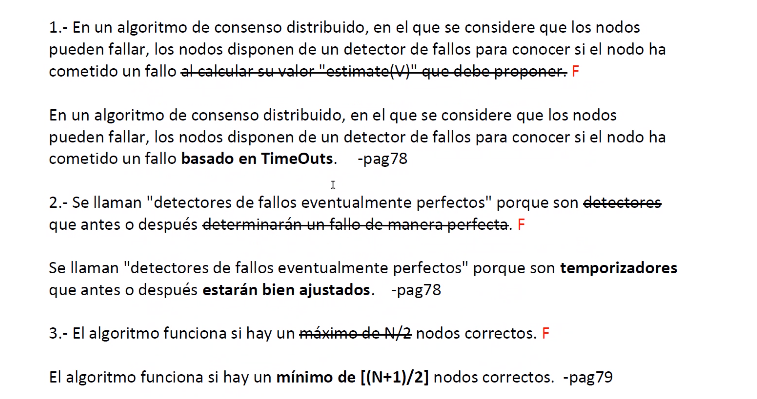 1.- En un algoritmo de consenso distribuido, en el que se considere que los nodos
pueden fallar, los nodos disponen de un detector de fallos para conocer si el nodo ha
cometido un fallo al calcular su valor "estimate(V)" que debe proponer. F
En un algoritmo de consenso distribuido, en el que se considere que los nodos
pueden fallar, los nodos disponen de un detector de fallos para conocer si el nodo ha
cometido un fallo basado en TimeOuts. -pag78
2.- Se llaman "detectores de fallos eventualmente perfectos" porque son detectores
que antes o después determinarán un fallo de manera perfecta. F
Se llaman "detectores de fallos eventualmente perfectos" porque son temporizadores
que antes o después estarán bien ajustados. -pag78
3.- El algoritmo funciona si hay un máximo de N/2 nodos correctos. F
El algoritmo funciona si hay un mínimo de [(N+1)/2] nodos correctos. -pag79